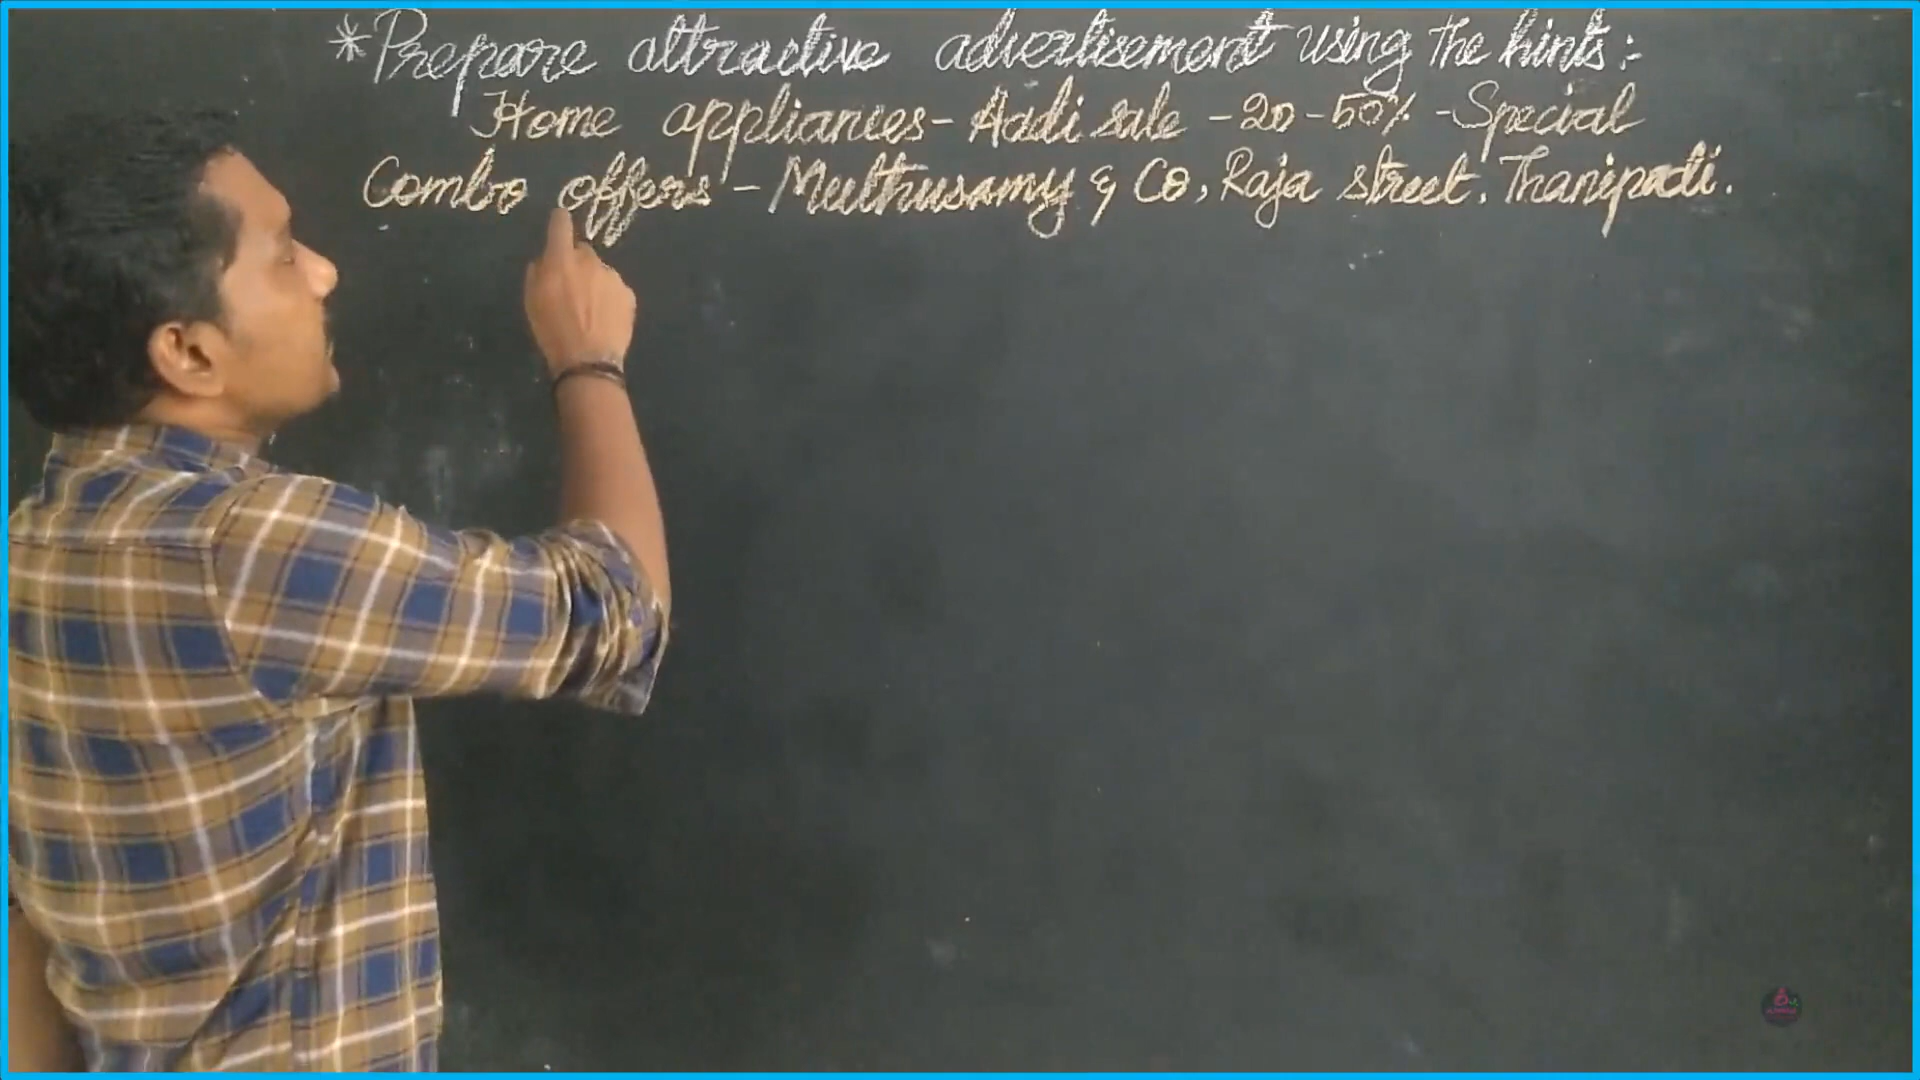 *Prepare attractive advertisement using the hints:-
Home appliances - Aadi sale - 20 - 50% - Special
Combo offers - Muthusamy & Co, Raja street. Thanipadi.